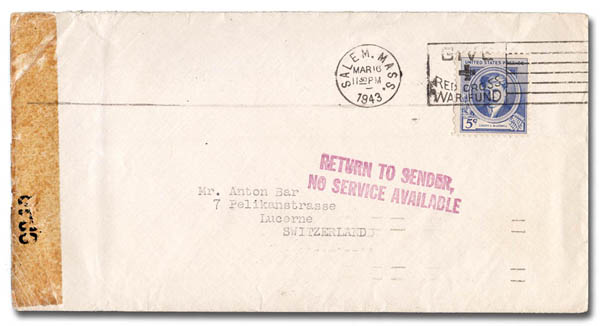 SALEM, MASS.
MAR 16
11 30 PM
1943
GIVE
RED CROSS
WAR FUND
UNITED STATES POSTAGE
5¢
RETURN TO SENDER,
NO SERVICE AVAILABLE
Mr. Anton Bar
7 Pelikanstrasse
Lucerne
SWITZERLAND